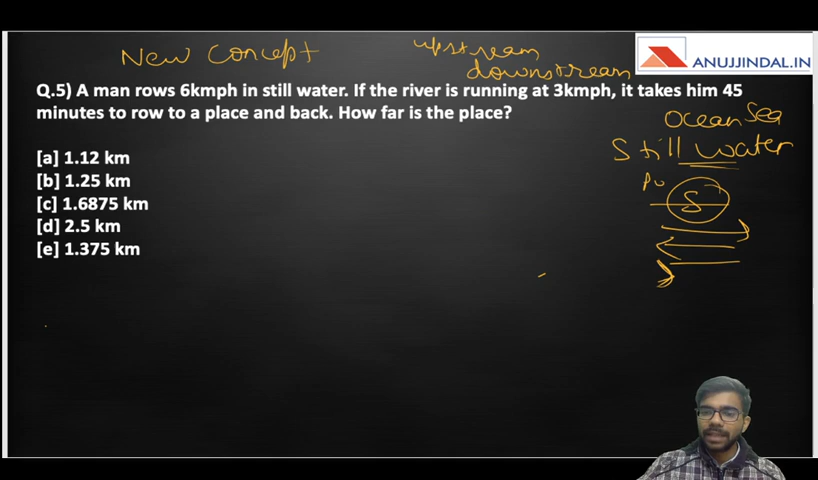 New Concept
upstream
downstream
ANUJJINDAL.IN
Q.5) A man rows 6kmph in still water. If the river is running at 3kmph, it takes him 45
minutes to row to a place and back. How far is the place?
Ocean Sea
Still water
S
[a] 1.12 km
[b] 1.25 km
[c] 1.6875 km
[d] 2.5 km
[e] 1.375 km